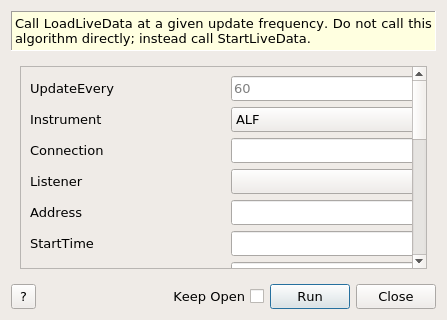 Call LoadLiveData at a given update frequency. Do not call this
algorithm directly; instead call StartLiveData.
UpdateEvery 60
Instrument ALF
Connection
Listener
Address
StartTime
? Keep Open Run Close